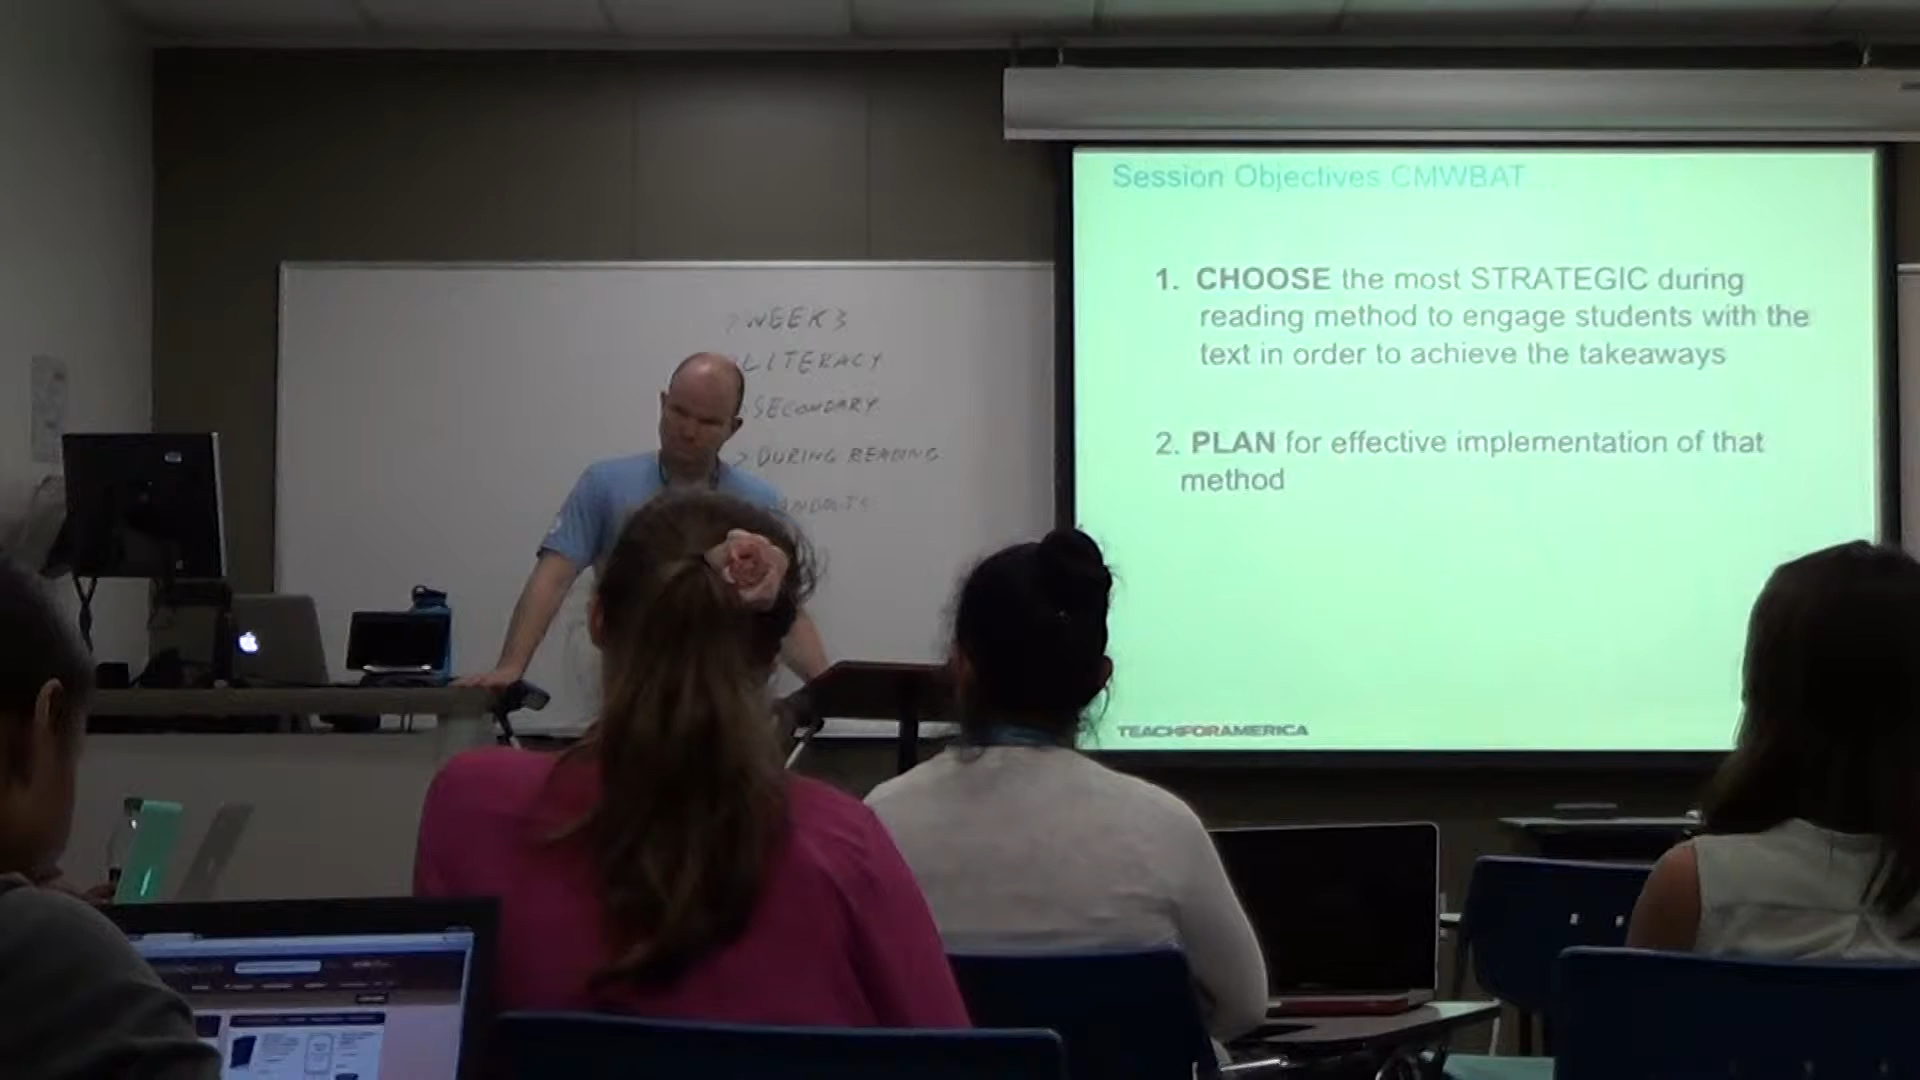 > WEEK 3
LITERACY
> SECONDARY
> DURING READING
Session Objectives CMWBAT...
1. CHOOSE the most STRATEGIC during
reading method to engage students with the
text in order to achieve the takeaways
2. PLAN for effective implementation of that
method
TEACHFORAMERICA